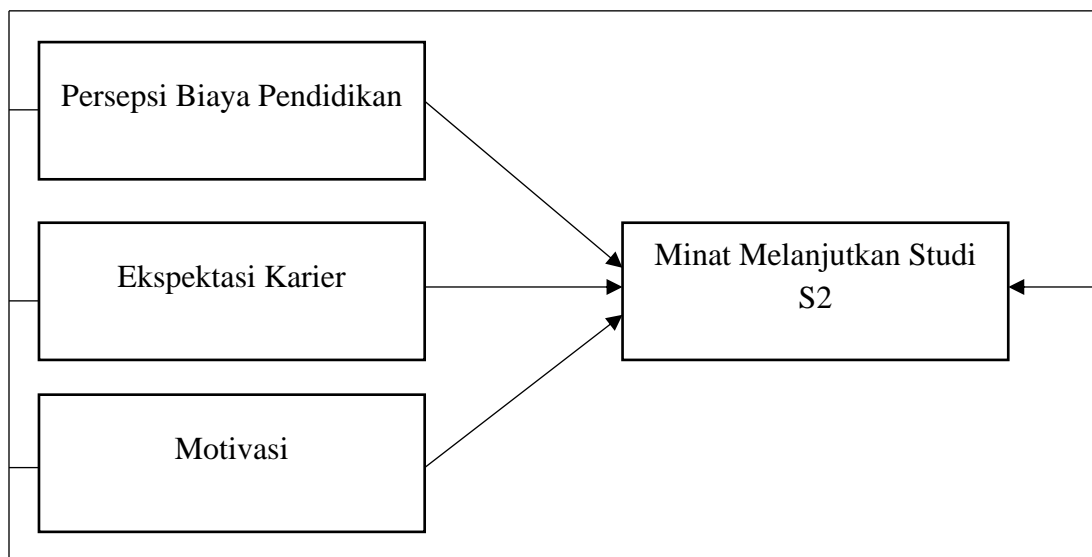 Persepsi Biaya Pendidikan
Ekspektasi Karier
Motivasi
Minat Melanjutkan Studi
S2